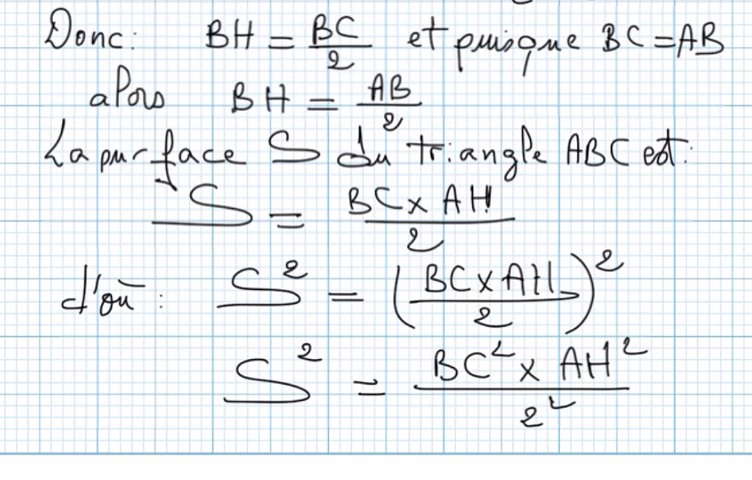 Donc: BH = BC/2 et puisque BC = AB
alors BH = AB/2
La surface S du triangle ABC est:
S = BC x AH/2
d'où: S² = (BC x AH/2)²
S² = BC² x AH²/2²